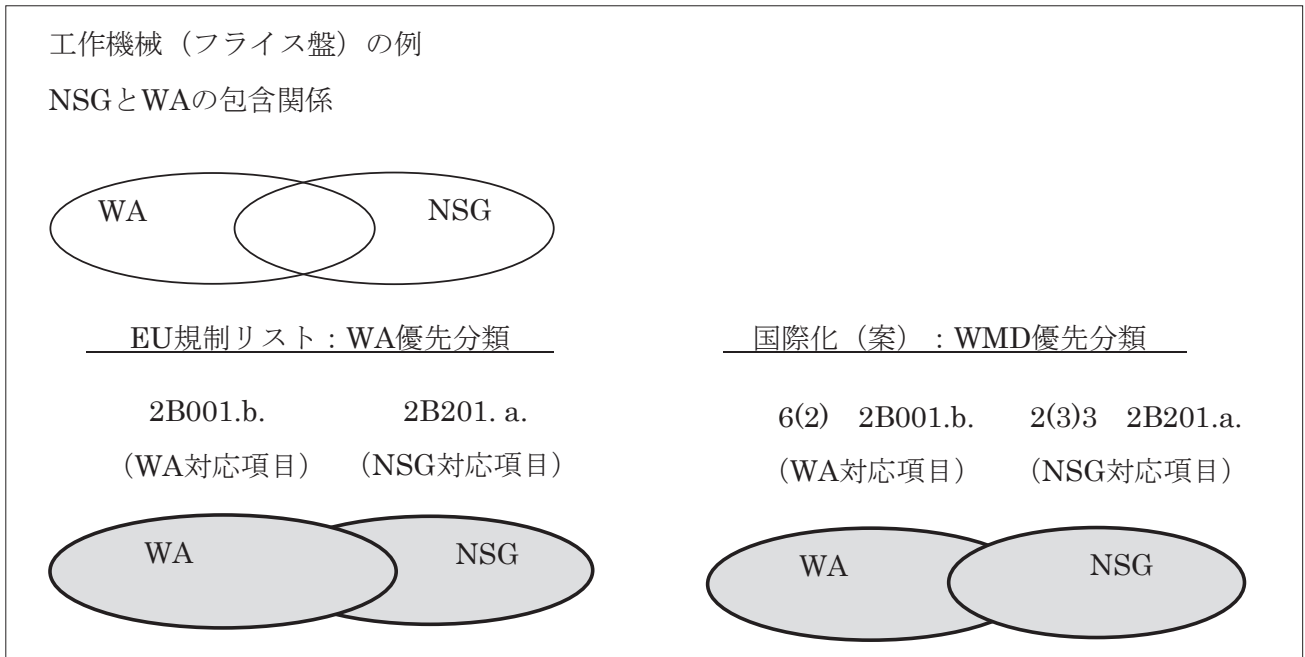 工作機械（フライス盤）の例
NSGとWAの包含関係
WA NSG
EU規制リスト：WA優先分類
2B001.b. 2B201. a.
（WA対応項目） （NSG対応項目）
WA NSG
国際化（案）：WMD優先分類
6(2) 2B001.b. 2(3)3 2B201.a.
（WA対応項目） （NSG対応項目）
WA NSG